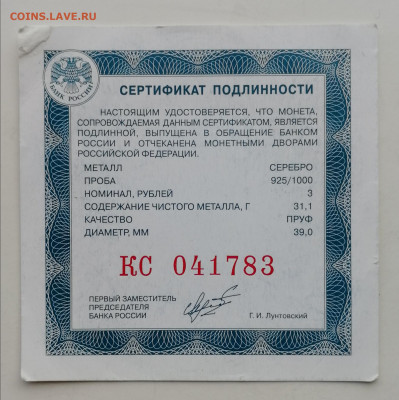 COINS.LAVE.RU
БАНК РОССИИ
СЕРТИФИКАТ ПОДЛИННОСТИ
НАСТОЯЩИМ УДОСТОВЕРЯЕТСЯ, ЧТО МОНЕТА,
СОПРОВОЖДАЕМАЯ ДАННЫМ СЕРТИФИКАТОМ, ЯВЛЯЕТСЯ
ПОДЛИННОЙ, ВЫПУЩЕНА В ОБРАЩЕНИЕ БАНКОМ
РОССИИ И ОТЧЕКАНЕНА МОНЕТНЫМИ ДВОРАМИ
РОССИЙСКОЙ ФЕДЕРАЦИИ.
МЕТАЛЛ СЕРЕБРО
ПРОБА 925/1000
НОМИНАЛ, РУБЛЕЙ 3
СОДЕРЖАНИЕ ЧИСТОГО МЕТАЛЛА, Г 31,1
КАЧЕСТВО ПРУФ
ДИАМЕТР, ММ 39,0
КС 041783
ПЕРВЫЙ ЗАМЕСТИТЕЛЬ
ПРЕДСЕДАТЕЛЯ
БАНКА РОССИИ Г. И. Лунтовский